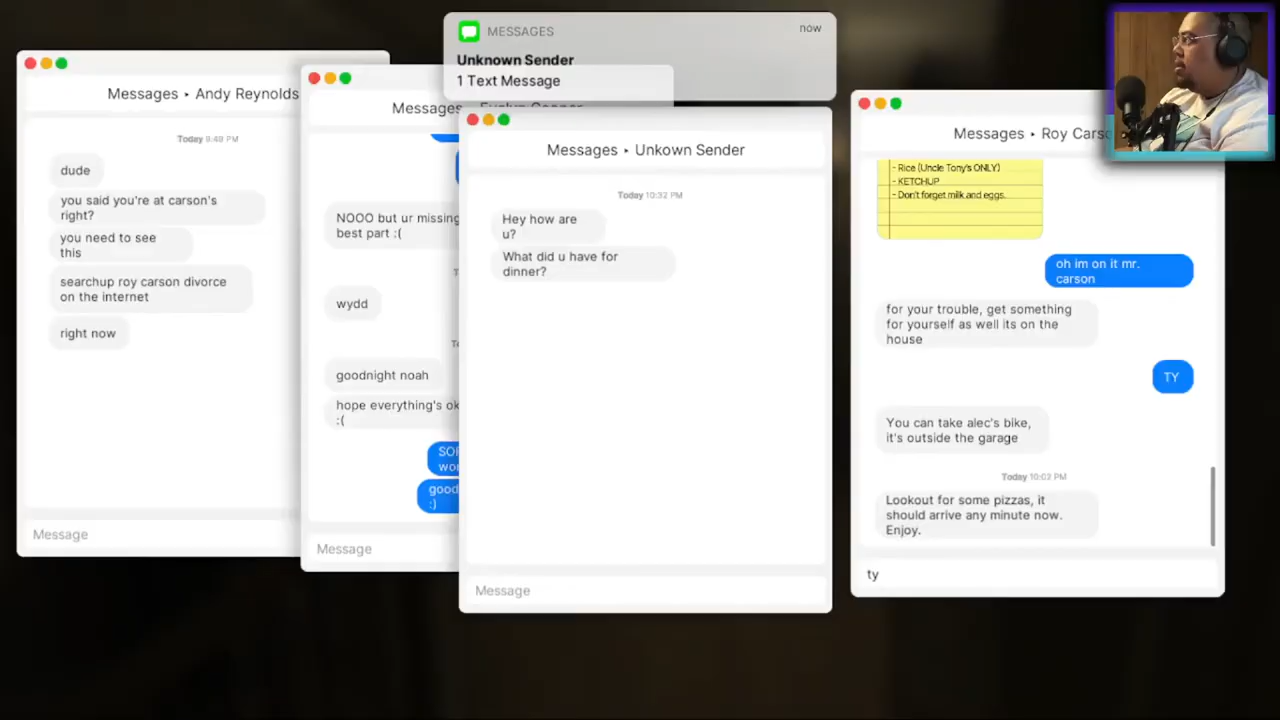 MESSAGES
now
Unknown Sender
1 Text Message
Messages ▸ Andy Reynolds
Today 9:49 PM
dude
you said you're at carson's
right?
you need to see
this
searchup roy carson divorce
on the internet
right now
Message
Messages
NOOO but ur missing
best part :(
wydd
goodnight noah
hope everything's ok
:(
good
:)
Message
Messages ▸ Unkown Sender
Today 10:32 PM
Hey how are
u?
What did u have for
dinner?
Message
Messages ▸ Roy Carso
- Rice (Uncle Tony's ONLY)
- KETCHUP
- Don't forget milk and eggs.
oh im on it mr.
carson
for your trouble, get something
for yourself as well its on the
house
TY
You can take alec's bike,
it's outside the garage
Today 10:02 PM
Lookout for some pizzas, it
should arrive any minute now.
Enjoy.
ty